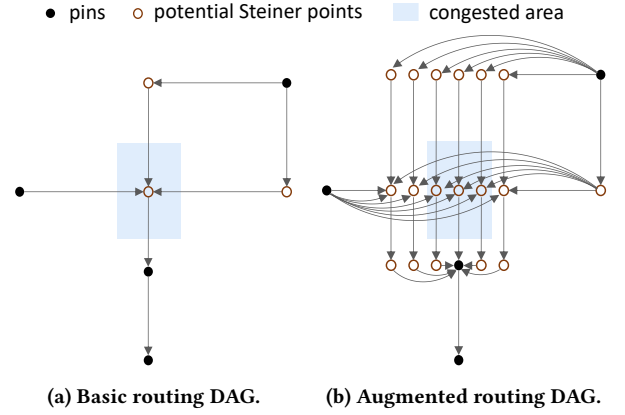 pins potential Steiner points congested area
(a) Basic routing DAG. (b) Augmented routing DAG.